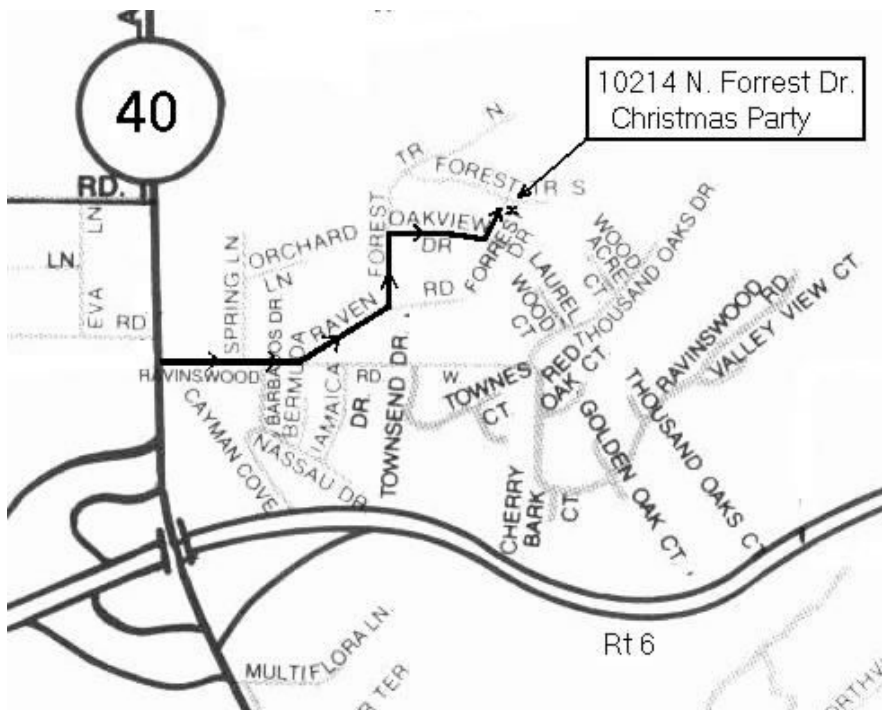 40
10214 N. Forrest Dr.
Christmas Party
RD.
LN
LN.
EVA
RD
SPRING LN
ORCHARD
LN
FOREST
TR
N
FOREST TR S
OAKVIEW
DR
FORREST
DR
RAVEN
RD
LAUREL
WOOD
CT
WOOD
ACRE
CT
THOUSAND OAKS DR.
RAVINSWOOD
RD
W.
BARBADOS DR
BERMUDA
JAMAICA
DR.
TOWNSEND DR.
CAYMAN COVE
NASSAU DR.
TOWNES
CT
RED
OAK CT
RAVINSWOOD
RD.
VALLEY VIEW CT
THOUSAND OAKS CT
GOLDEN OAK CT
CHERRY
BARK
CT
Rt 6
MULTIFLORA LN.
TER